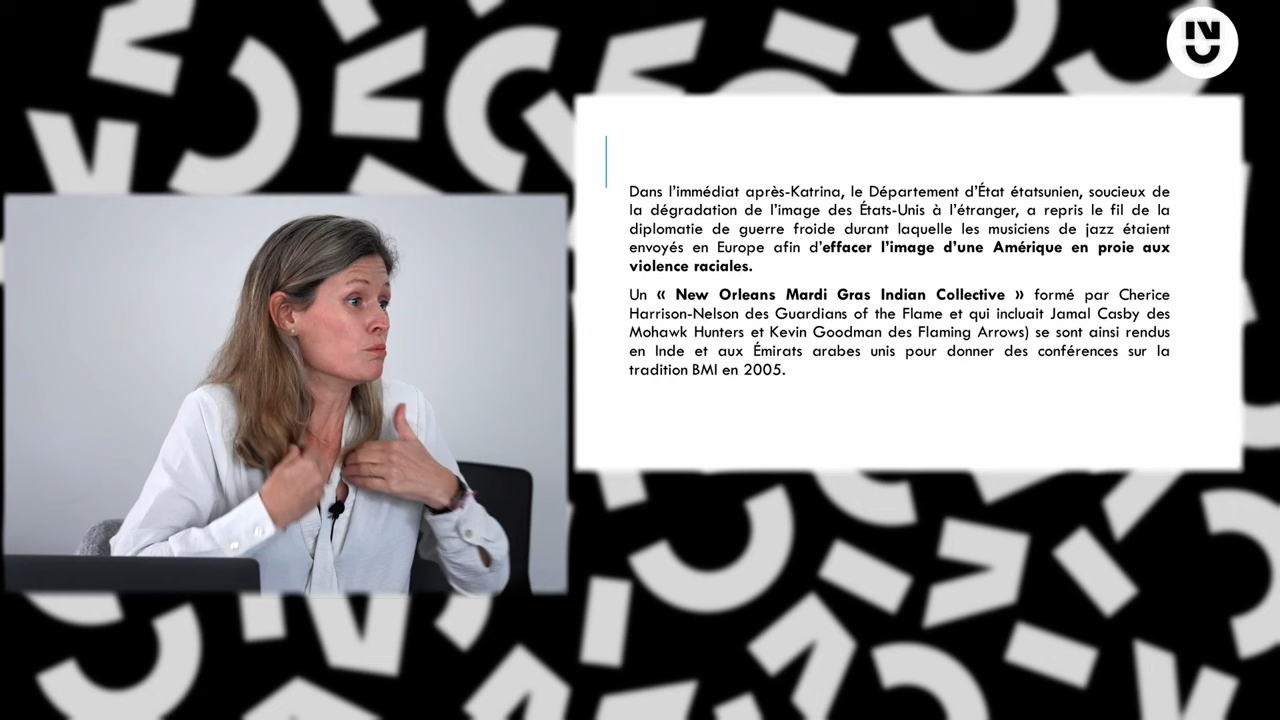 INU
Dans l'immédiat après-Katrina, le Département d'État étatsunien, soucieux de
la dégradation de l'image des États-Unis à l'étranger, a repris le fil de la
diplomatie de guerre froide durant laquelle les musiciens de jazz étaient
envoyés en Europe afin d'effacer l'image d'une Amérique en proie aux
violence raciales.
Un « New Orleans Mardi Gras Indian Collective » formé par Cherice
Harrison-Nelson des Guardians of the Flame et qui incluait Jamal Casby des
Mohawk Hunters et Kevin Goodman des Flaming Arrows) se sont ainsi rendus
en Inde et aux Émirats arabes unis pour donner des conférences sur la
tradition BMI en 2005.